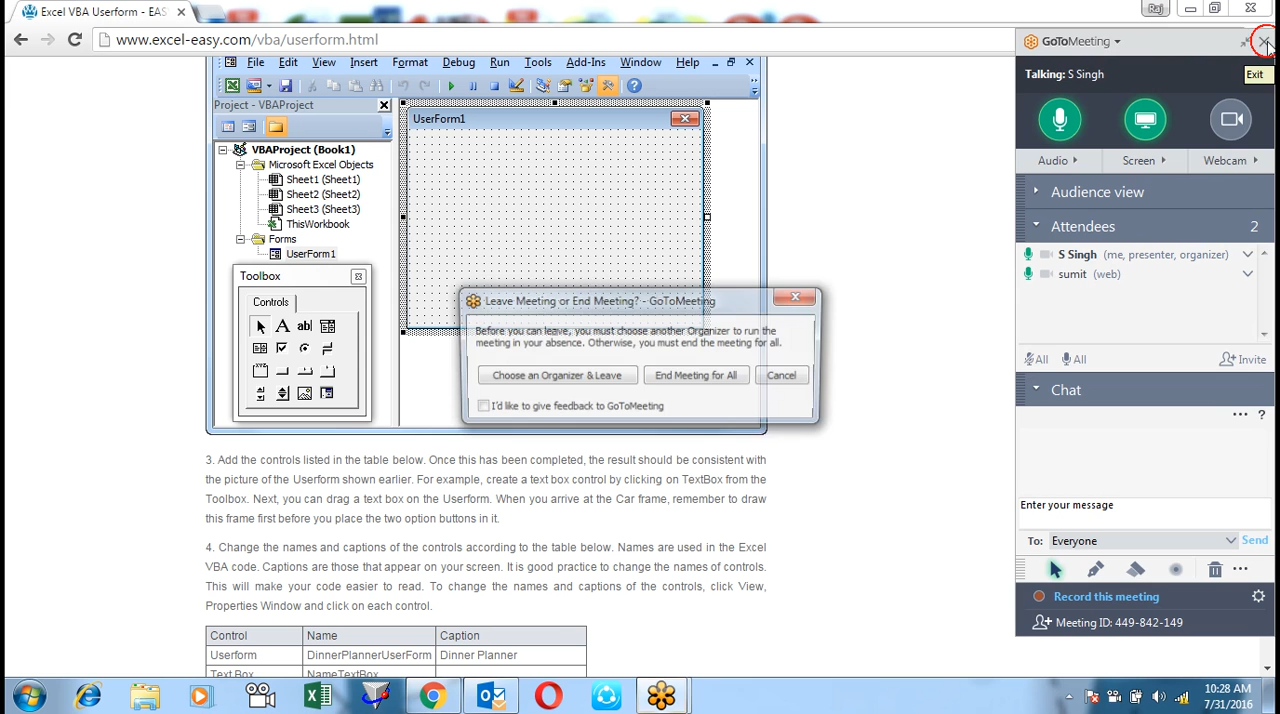 Excel VBA Userform - EAS
Raj
www.excel-easy.com/vba/userform.html
File Edit View Insert Format Debug Run Tools Add-Ins Window Help
Project - VBAProject
VBAProject (Book1)
Microsoft Excel Objects
Sheet1 (Sheet1)
Sheet2 (Sheet2)
Sheet3 (Sheet3)
ThisWorkbook
Forms
UserForm1
Toolbox
Controls
A ab|
UserForm1
Leave Meeting or End Meeting? - GoToMeeting
Before you can leave, you must choose another Organizer to run the
meeting in your absence. Otherwise, you must end the meeting for all.
Choose an Organizer & Leave End Meeting for All Cancel
I'd like to give feedback to GoToMeeting
3. Add the controls listed in the table below. Once this has been completed, the result should be consistent with
the picture of the Userform shown earlier. For example, create a text box control by clicking on TextBox from the
Toolbox. Next, you can drag a text box on the Userform. When you arrive at the Car frame, remember to draw
this frame first before you place the two option buttons in it.
4. Change the names and captions of the controls according to the table below. Names are used in the Excel
VBA code. Captions are those that appear on your screen. It is good practice to change the names of controls.
This will make your code easier to read. To change the names and captions of the controls, click View,
Properties Window and click on each control.
Control Name Caption
Userform DinnerPlannerUserForm Dinner Planner
Text Box NameTextBox
GoToMeeting
Talking: S Singh
Exit
Audio Screen Webcam
Audience view
Attendees 2
S Singh (me, presenter, organizer)
sumit (web)
All All Invite
Chat
... ?
Enter your message
To: Everyone Send
...
Record this meeting
Meeting ID: 449-842-149
10:28 AM
7/31/2016